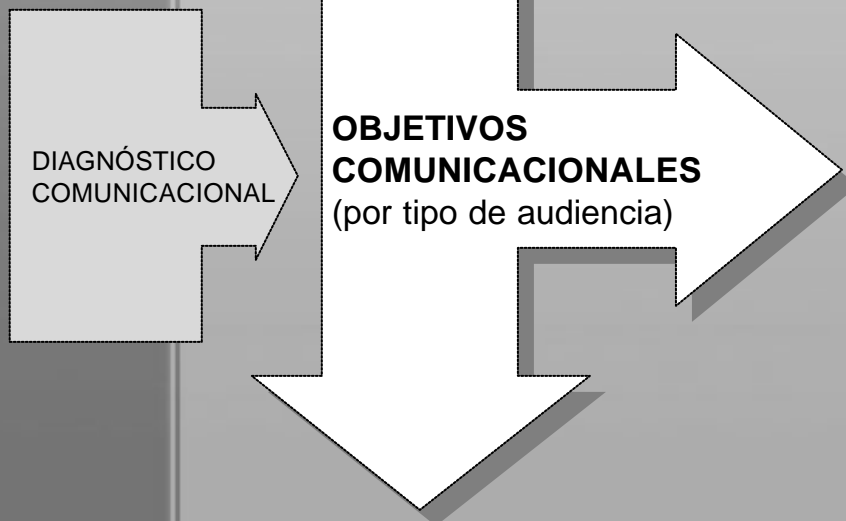 DIAGNÓSTICO
COMUNICACIONAL
OBJETIVOS
COMUNICACIONALES
(por tipo de audiencia)